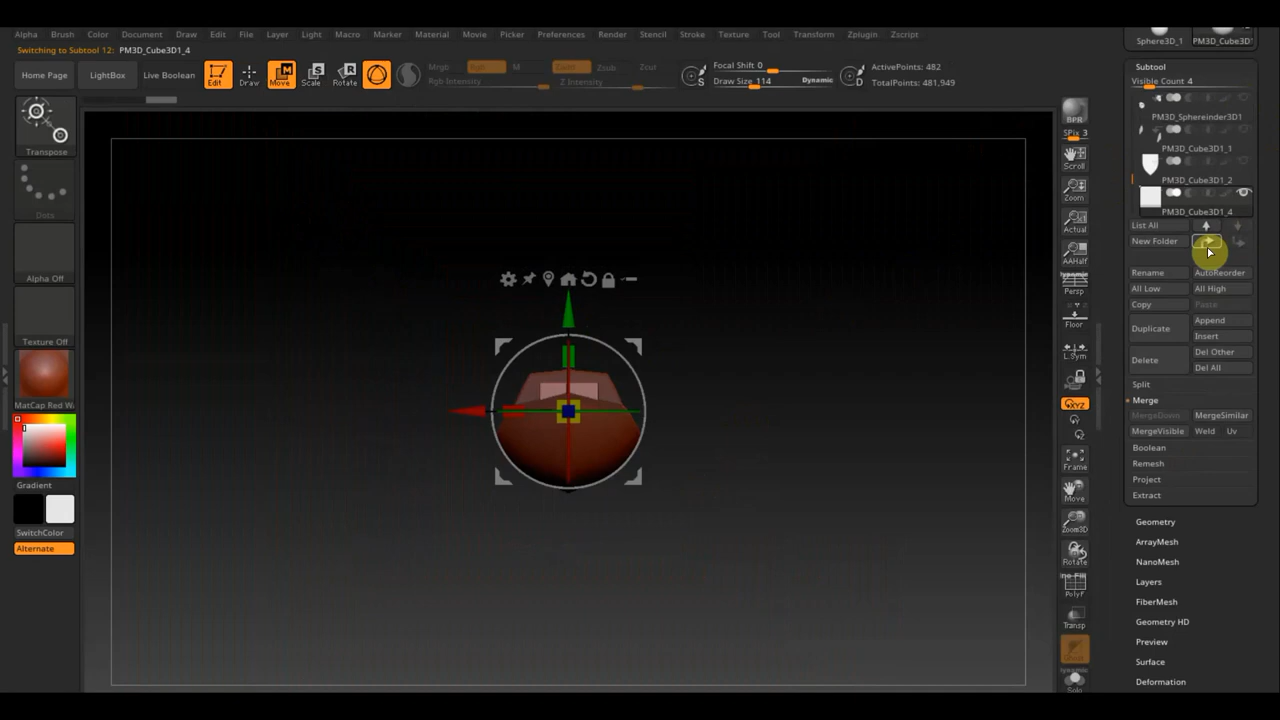 Alpha Brush Color Document Draw Edit File Layer Light Macro Marker Material Movie Picker Preferences Render Stencil Stroke Texture Tool Transform Zplugin Zscript
Sphere3D_1 PM3D_Cube3D1
Switching to Subtool 12: PM3D_Cube3D1_4
Subtool
Home Page LightBox Live Boolean Edit Draw Move Scale Rotate
Mrgb Rgb M Zadd Zsub Zcut
Rgb Intensity Z Intensity
Focal Shift 0
Draw Size 114 Dynamic
ActivePoints: 482
TotalPoints: 481,949
Visible Count 4
PM3D_Sphereinder3D1
PM3D_Cube3D1_1
PM3D_Cube3D1_2
PM3D_Cube3D1_4
Transpose
Dots
Alpha Off
Texture Off
MatCap Red Wa
Gradient
SwitchColor
Alternate
BPR
SPix 3
Scroll
Zoom
Actual
AAHalf
dynamic
Persp
Floor
L.Sym
XYZ
Frame
Move
Zoom3D
Rotate
Line Fill
PolyF
Transp
Ghost
dynamic
Solo
List All
New Folder
Rename AutoReorder
All Low All High
Copy Paste
Duplicate Append
Insert
Delete Del Other
Del All
Split
Merge
MergeDown MergeSimilar
MergeVisible Weld Uv
Boolean
Remesh
Project
Extract
Geometry
ArrayMesh
NanoMesh
Layers
FiberMesh
Geometry HD
Preview
Surface
Deformation